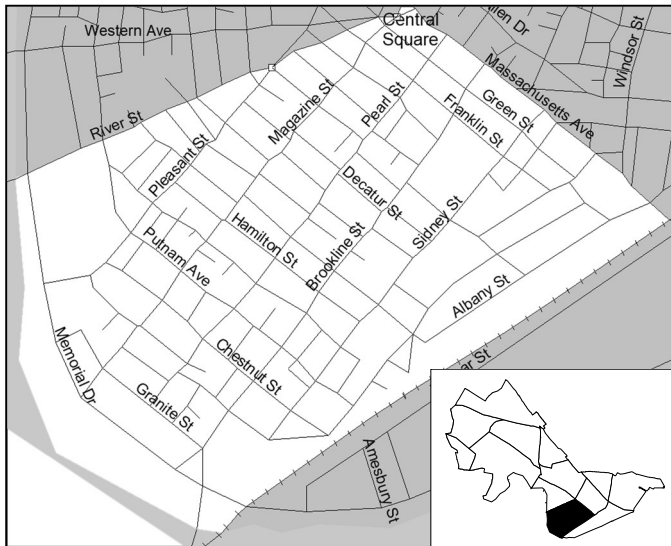 Western Ave
Central
Square
Windsor St
Massachusetts Ave
Magazine St
Pearl St
Green St
Franklin St
River St
Pleasant St
Decatur St
Sidney St
Hamilton St
Putnam Ave
Brookline St
Albany St
Memorial Dr
Chestnut St
Granite St
Amesbury St